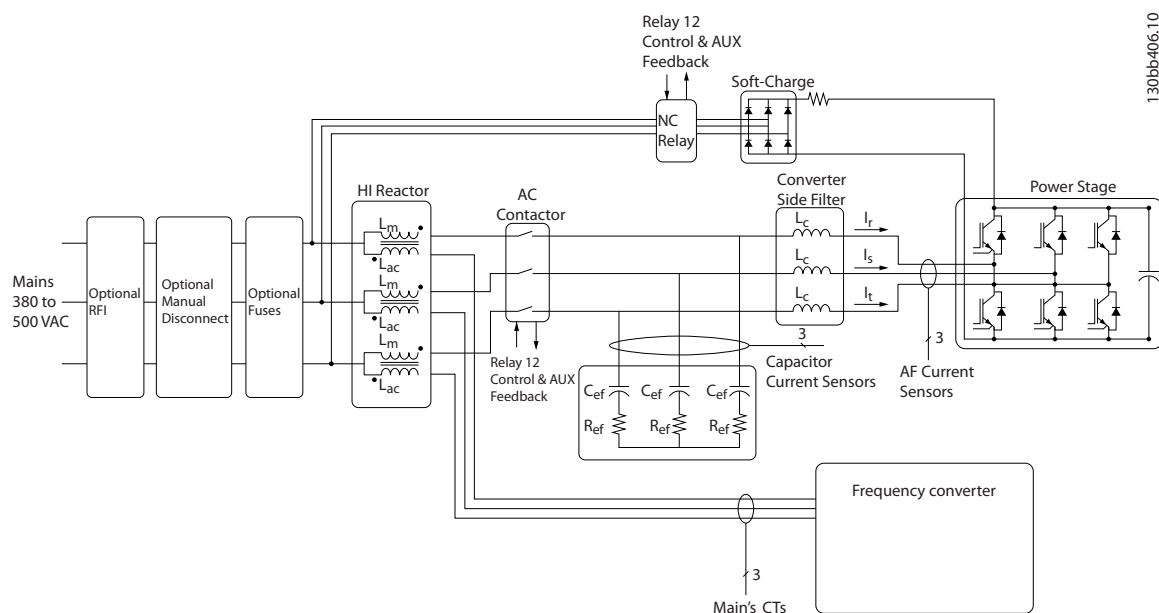 130bb406.10
Relay 12
Control & AUX
Feedback
Soft-Charge
NC
Relay
HI Reactor
AC
Contactor
Converter
Side Filter
Power Stage
Lm
Lac
Lm
Lac
Lm
Lac
Lc
Ir
Lc
Is
Lc
It
Mains
380 to
500 VAC
Optional
RFI
Optional
Manual
Disconnect
Optional
Fuses
Relay 12
Control & AUX
Feedback
3
Capacitor
Current Sensors
3
AF Current
Sensors
Cef
Cef
Cef
Ref
Ref
Ref
Frequency converter
3
Main's CTs